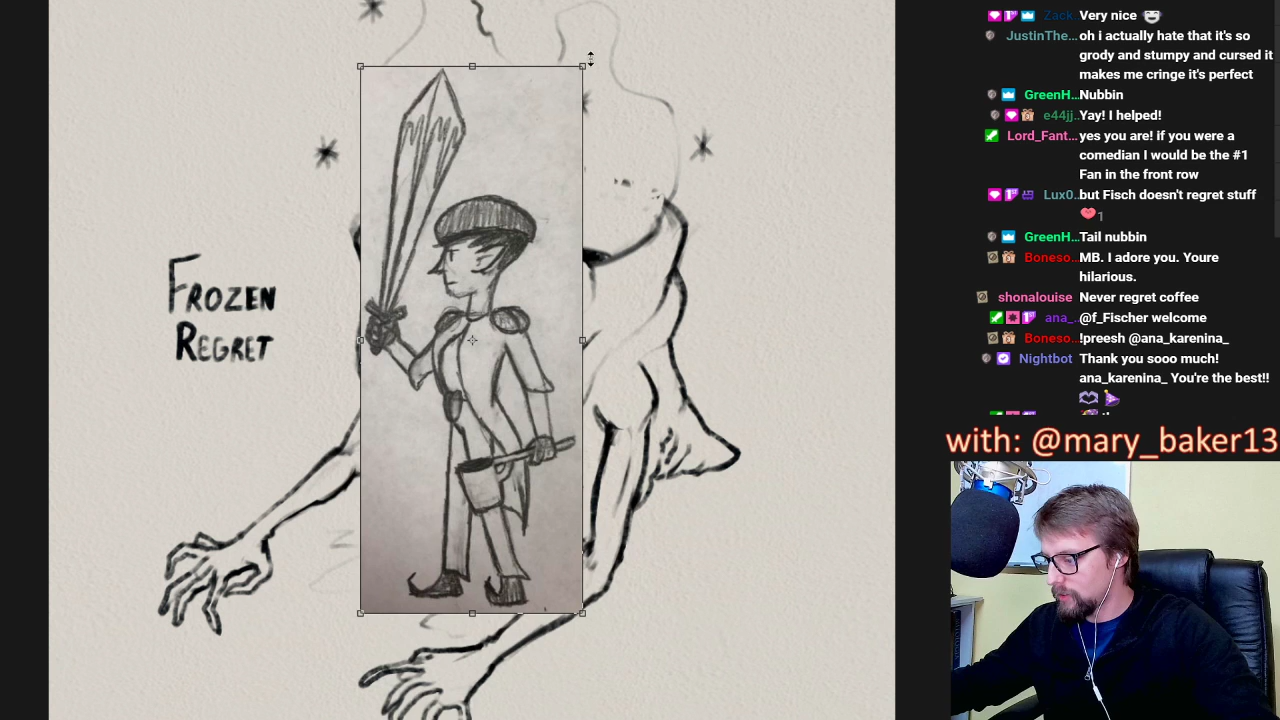 FROZEN
REGRET
Zack. Very nice
JustinThe... oh i actually hate that it's so
grody and stumpy and cursed it
makes me cringe it's perfect
GreenH... Nubbin
e44jj.. Yay! I helped!
Lord_Fant... yes you are! if you were a
comedian I would be the #1
Fan in the front row
Lux0.. but Fisch doesn't regret stuff
1
GreenH... Tail nubbin
Boneso... MB. I adore you. Youre
hilarious.
shonalouise Never regret coffee
ana_. @f_Fischer welcome
Boneso... !preesh @ana_karenina_
Nightbot Thank you sooo much!
ana_karenina_ You're the best!!
with: @mary_baker13